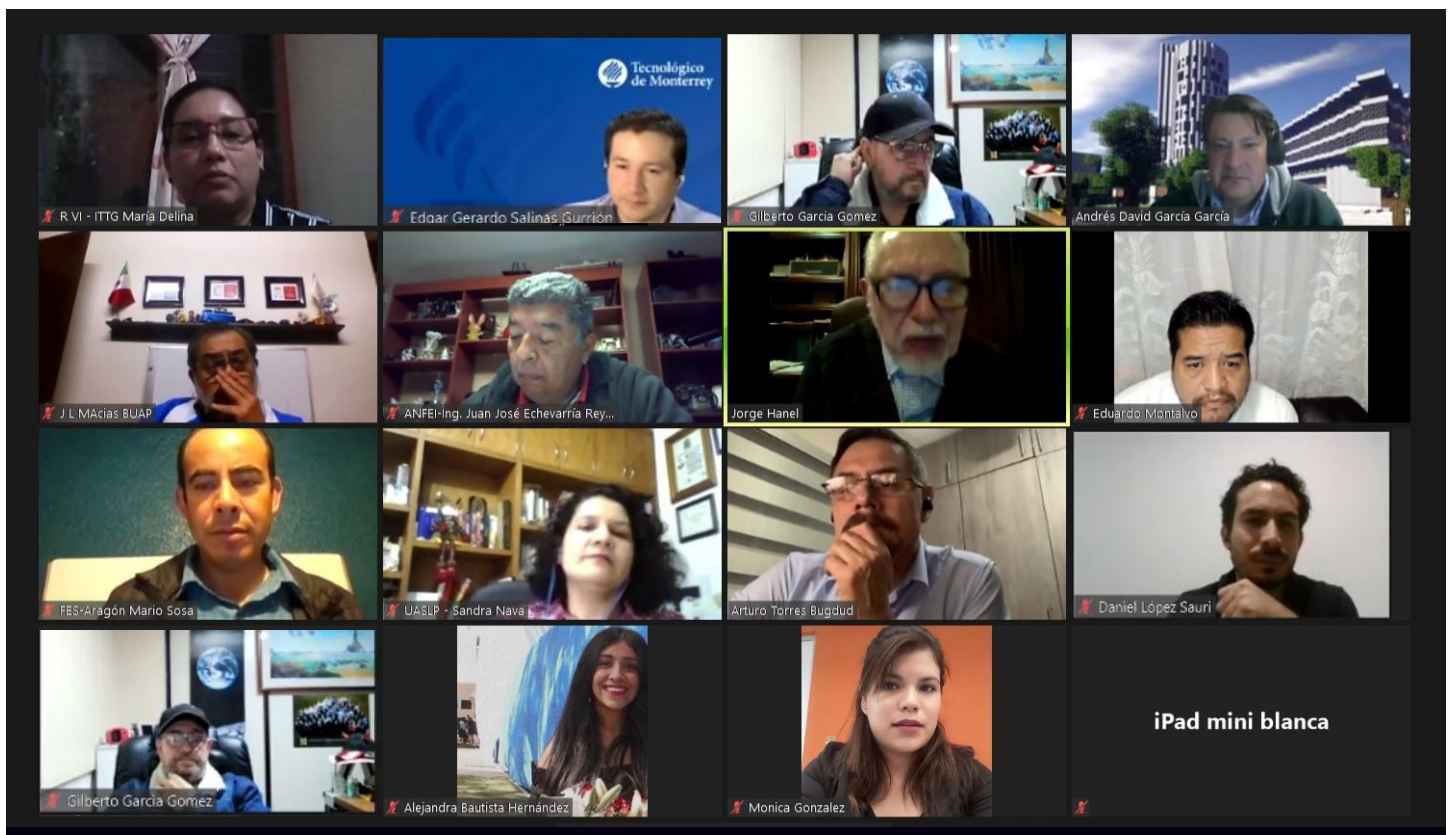 Tecnológico
de Monterrey
R VI - ITTG María Delina
Edgar Gerardo Salinas Gurrión
Gilberto Garcia Gomez
Andrés David García García
J L MAcias BUAP
ANFEI-Ing. Juan José Echevarría Rey...
Jorge Hanel
Eduardo Montalvo
FES-Aragón Mario Sosa
UASLP - Sandra Nava
Arturo Torres Bugdud
Daniel López Sauri
Gilberto Garcia Gomez
Alejandra Bautista Hernández
Monica Gonzalez
iPad mini blanca